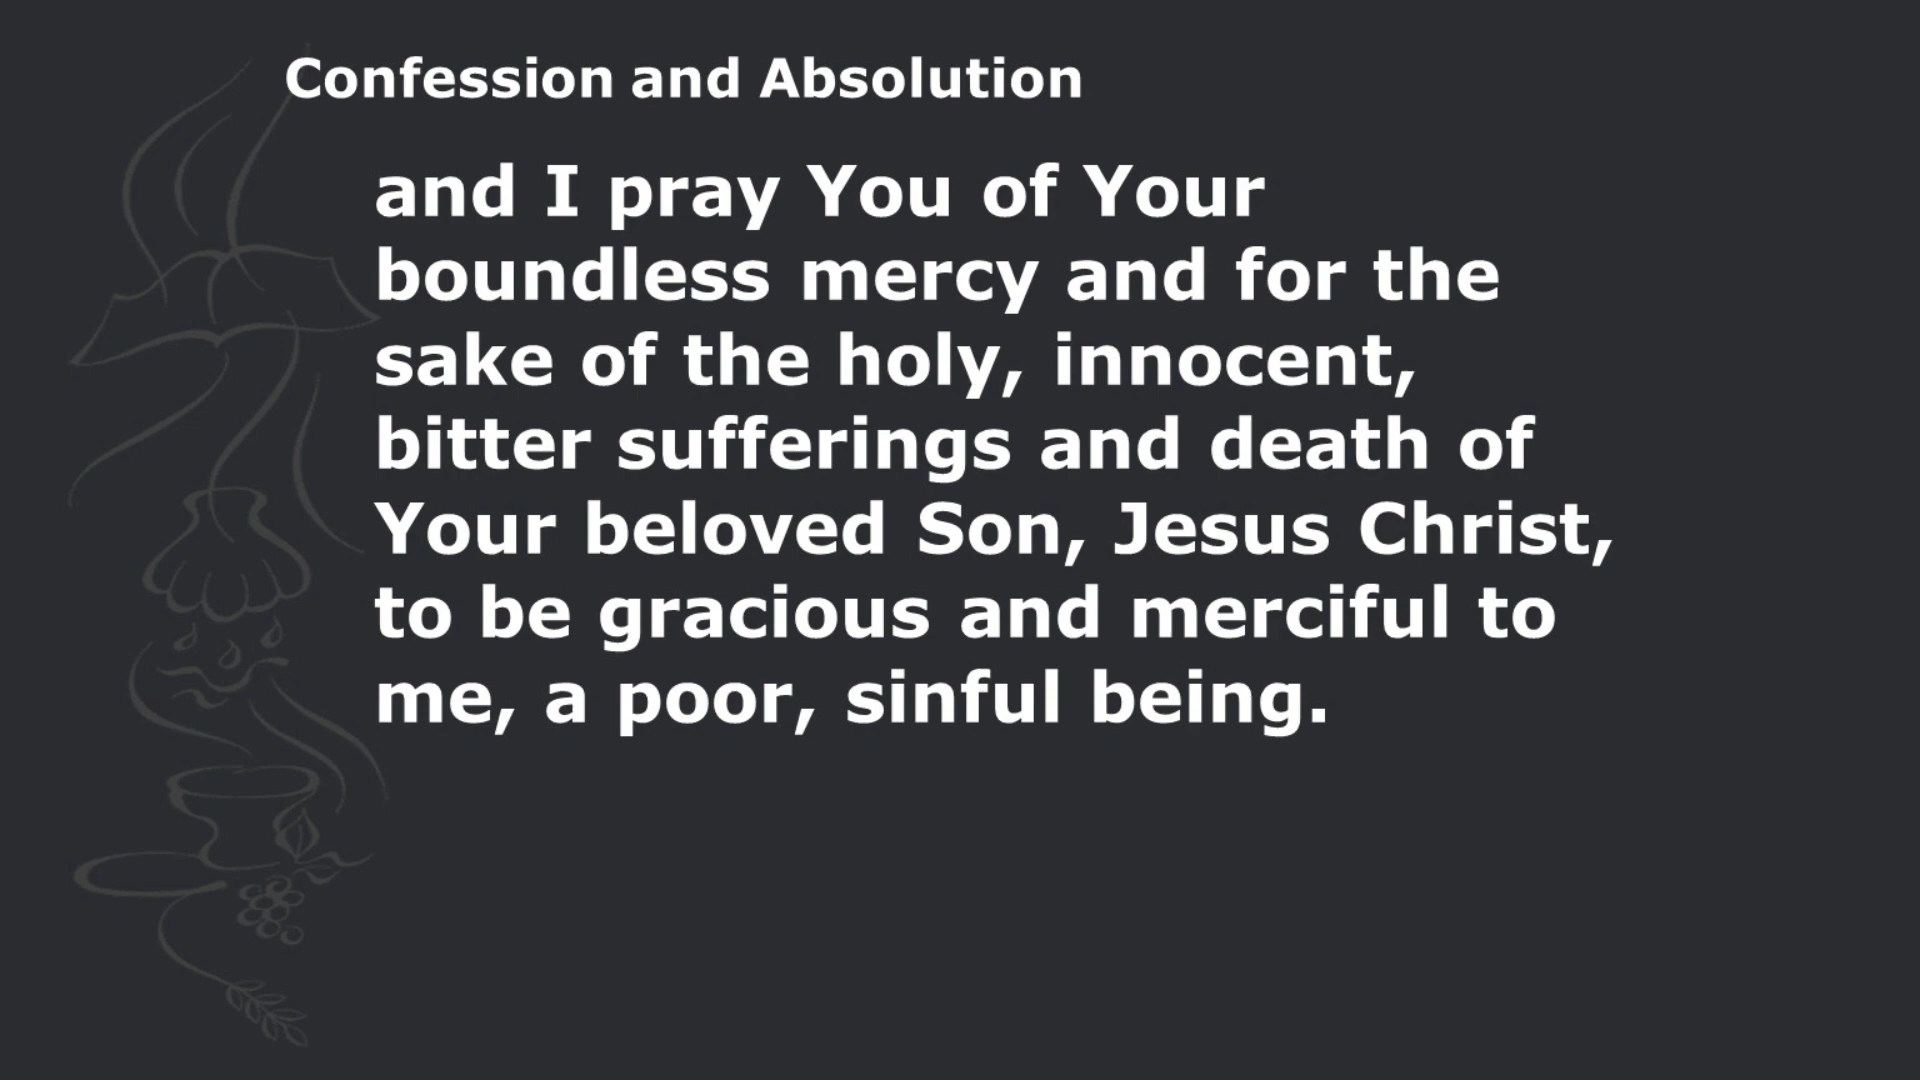 Confession and Absolution
and I pray You of Your
boundless mercy and for the
sake of the holy, innocent,
bitter sufferings and death of
Your beloved Son, Jesus Christ,
to be gracious and merciful to
me, a poor, sinful being.